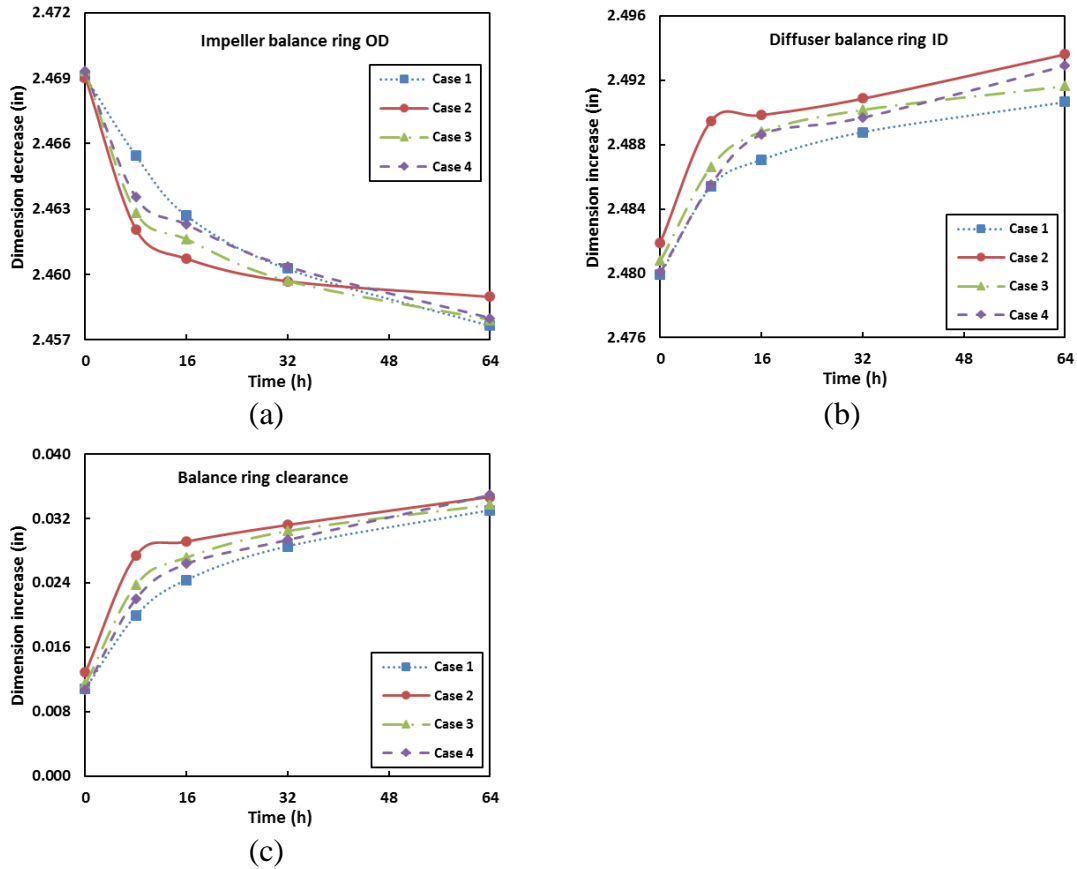 Impeller balance ring OD
Dimension decrease (in)
2.472
2.469
2.466
2.463
2.460
2.457
Case 1
Case 2
Case 3
Case 4
0
16
32
48
64
Time (h)
(a)
Diffuser balance ring ID
Dimension increase (in)
2.496
2.492
2.488
2.484
2.480
2.476
Case 1
Case 2
Case 3
Case 4
0
16
32
48
64
Time (h)
(b)
Balance ring clearance
Dimension increase (in)
0.040
0.032
0.024
0.016
0.008
0.000
Case 1
Case 2
Case 3
Case 4
0
16
32
48
64
Time (h)
(c)